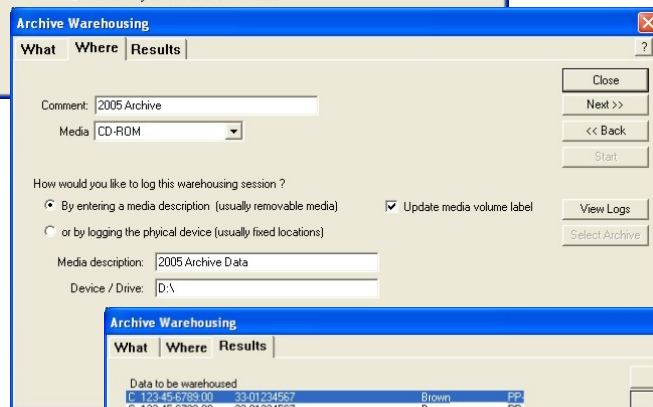 Archive Warehousing
What Where Results
?
Close
Comment: 2005 Archive
Next >>
Media CD-ROM
<< Back
Start
How would you like to log this warehousing session ?
By entering a media description (usually removable media)
Update media volume label
View Logs
or by logging the phyical device (usually fixed locations)
Select Archive
Media description: 2005 Archive Data
Device / Drive: D:\
Archive Warehousing
What Where Results
Data to be warehoused
C 123-45-6789:00 33-01234567 Brown PP-